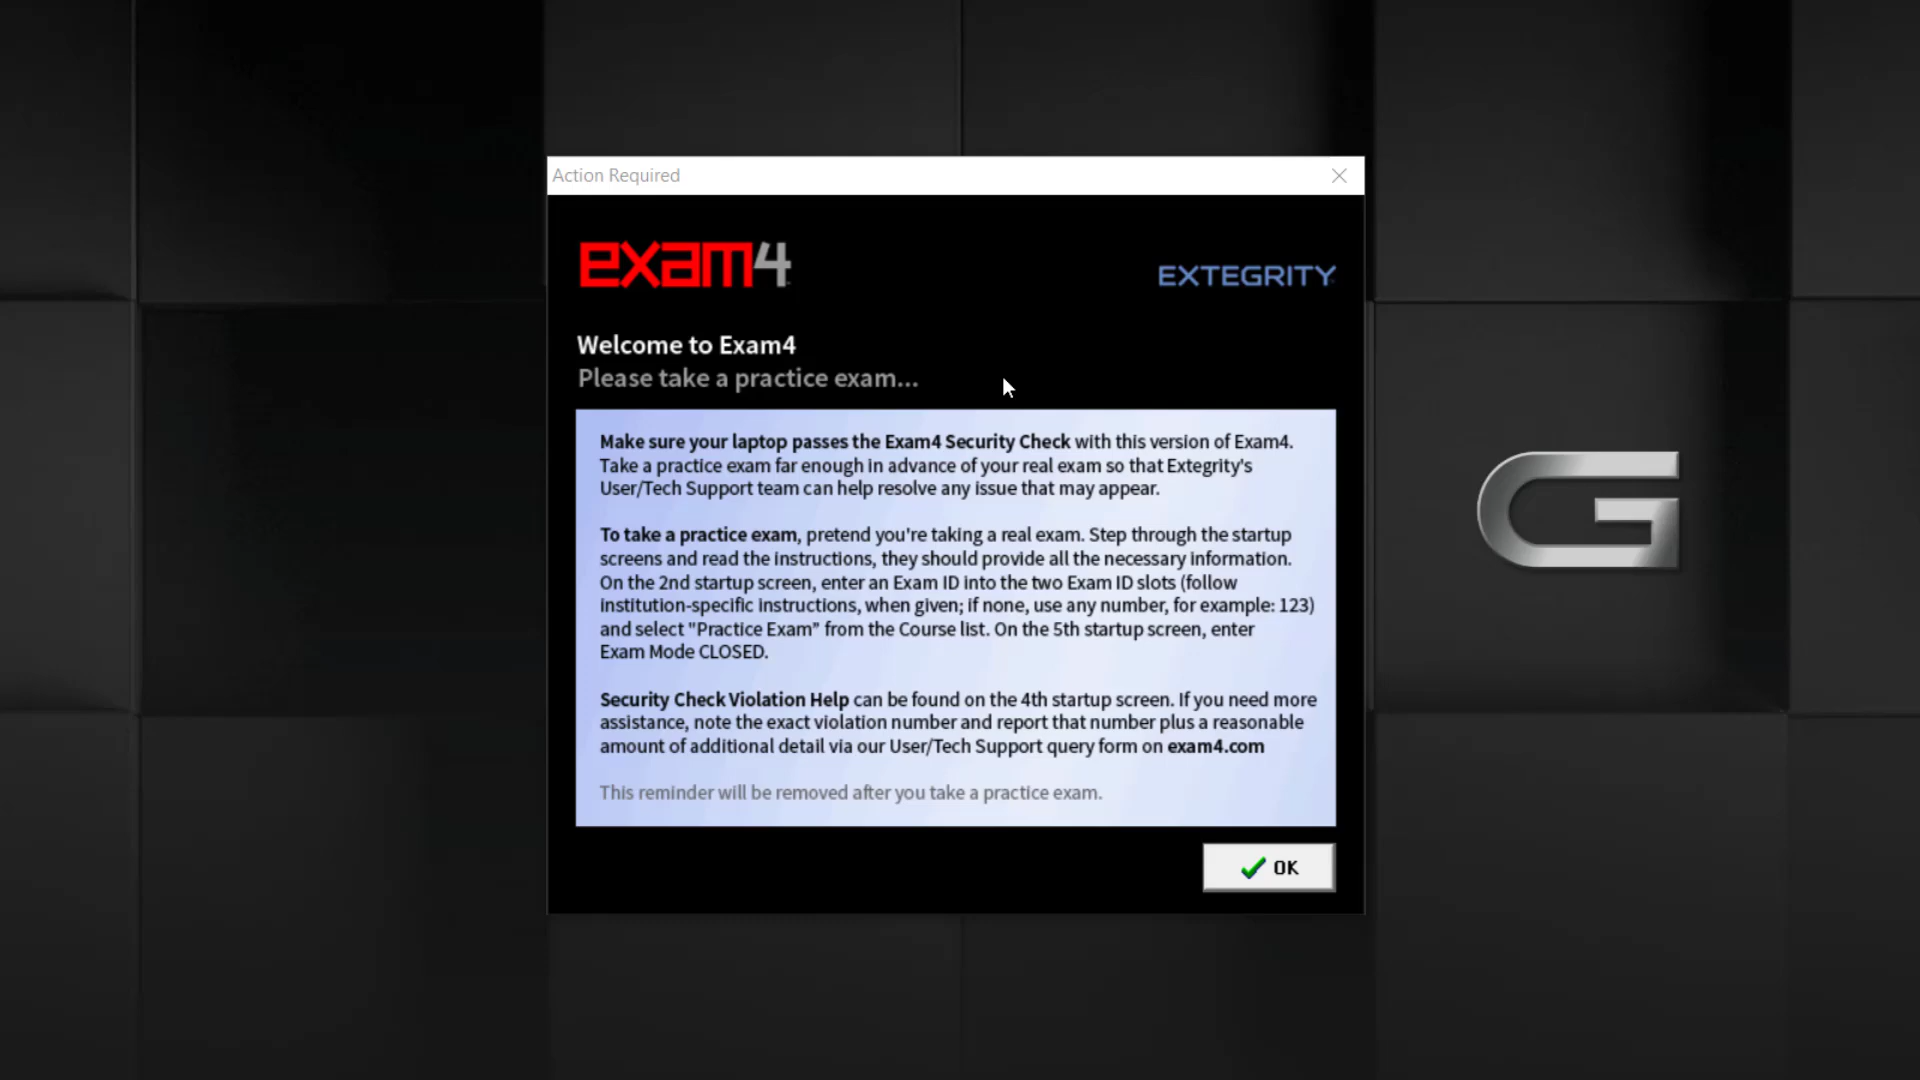 Action Required
exam4
EXTEGRITY
Welcome to Exam4
Please take a practice exam...
Make sure your laptop passes the Exam4 Security Check with this version of Exam4.
Take a practice exam far enough in advance of your real exam so that Extegrity's
User/Tech Support team can help resolve any issue that may appear.
To take a practice exam, pretend you're taking a real exam. Step through the startup
screens and read the instructions, they should provide all the necessary information.
On the 2nd startup screen, enter an Exam ID into the two Exam ID slots (follow
institution-specific instructions, when given; if none, use any number, for example: 123)
and select "Practice Exam" from the Course list. On the 5th startup screen, enter
Exam Mode CLOSED.
Security Check Violation Help can be found on the 4th startup screen. If you need more
assistance, note the exact violation number and report that number plus a reasonable
amount of additional detail via our User/Tech Support query form on exam4.com
This reminder will be removed after you take a practice exam.
OK
G